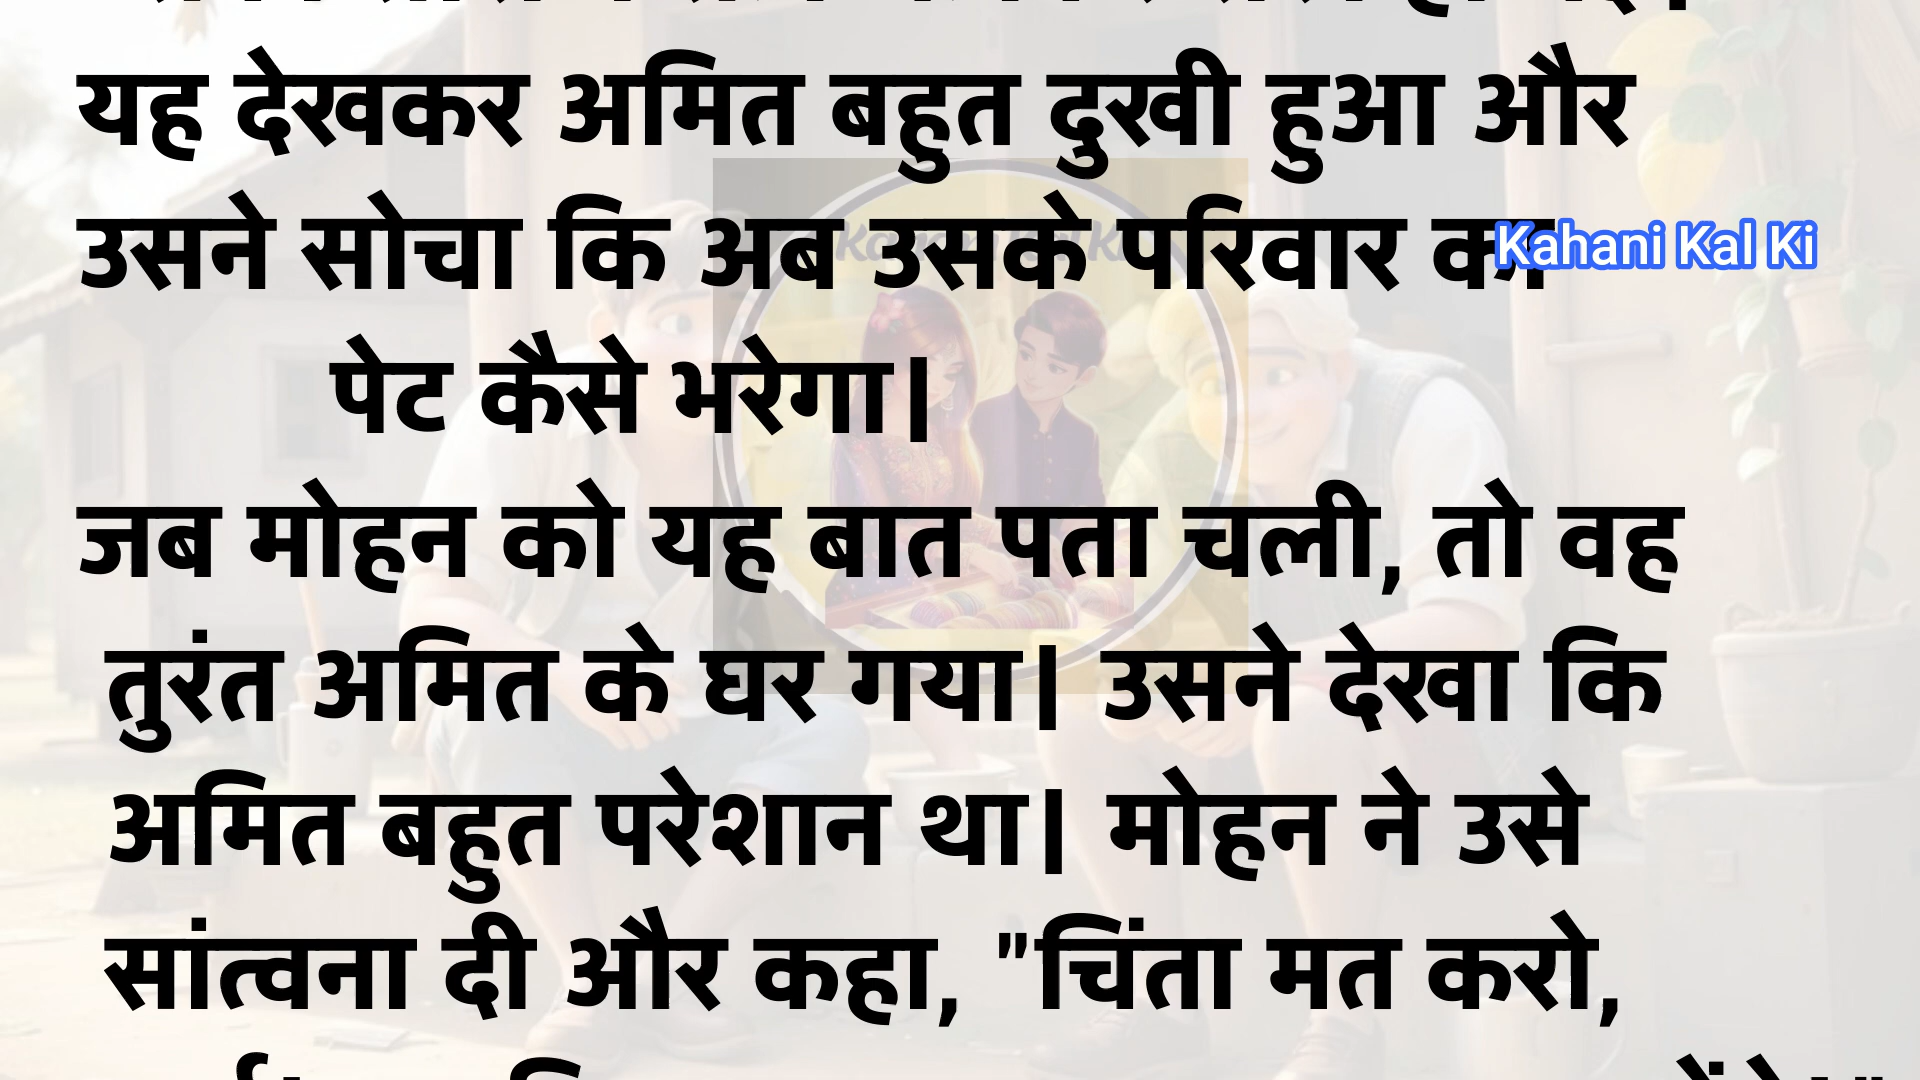 यह देखकर अमित बहुत दुखी हुआ और
उसने सोचा कि अब उसके परिवार का
Kahani Kal Ki
पेट कैसे भरेगा|
जब मोहन को यह बात पता चली, तो वह
तुरंत अमित के घर गया| उसने देखा कि
अमित बहुत परेशान था| मोहन ने उसे
सांत्वना दी और कहा, "चिंता मत करो,